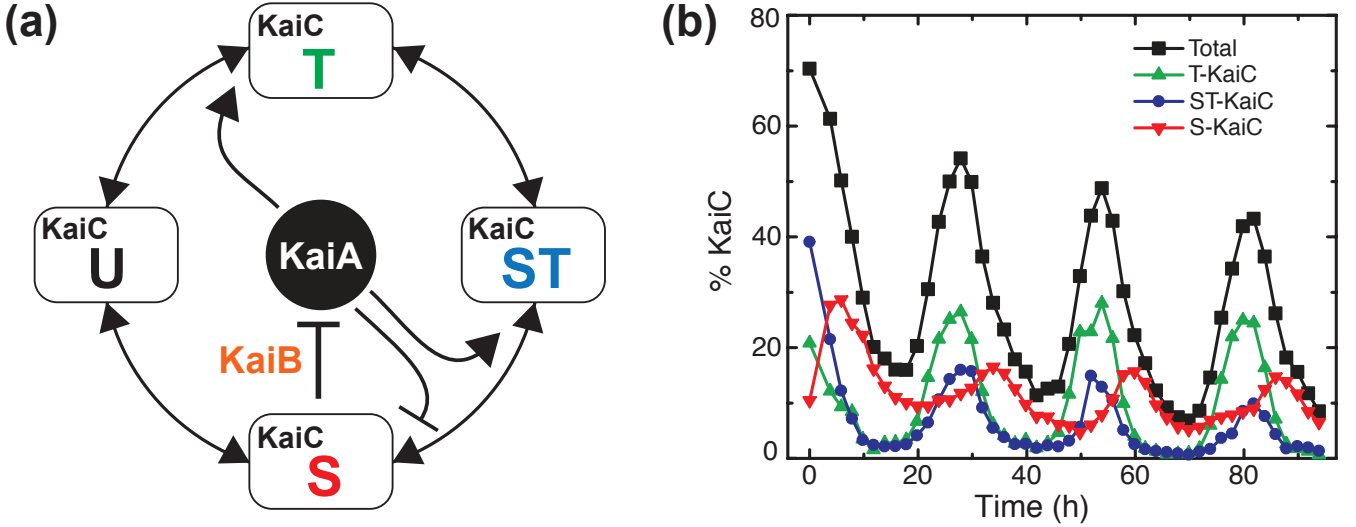 (a)
KaiC
T
KaiC
U
KaiA
KaiC
ST
KaiB
KaiC
S
(b)
80
60
40
20
0
% KaiC
Total
T-KaiC
ST-KaiC
S-KaiC
0
20
40
60
80
Time (h)